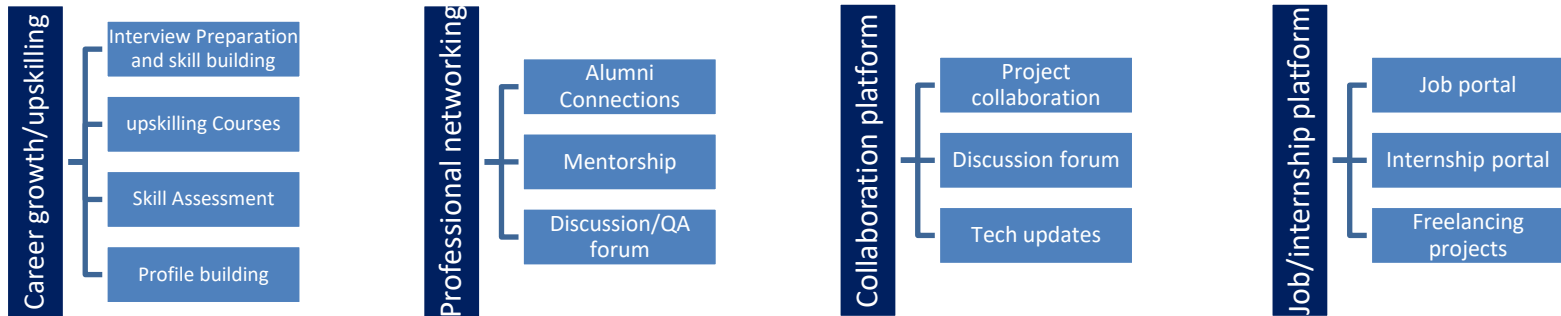 Career growth/upskilling
Interview Preparation
and skill building
upskilling Courses
Skill Assessment
Profile building
Professional networking
Alumni
Connections
Mentorship
Discussion/QA
forum
Collaboration platform
Project
collaboration
Discussion forum
Tech updates
Job/internship platform
Job portal
Internship portal
Freelancing
projects